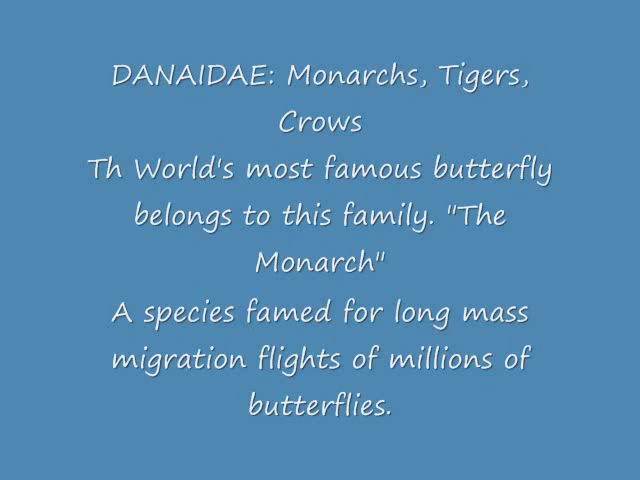 DANAIDAE: Monarchs, Tigers,
Crows
Th World's most famous butterfly
belongs to this family. "The
Monarch"
A species famed for long mass
migration flights of millions of
butterflies.